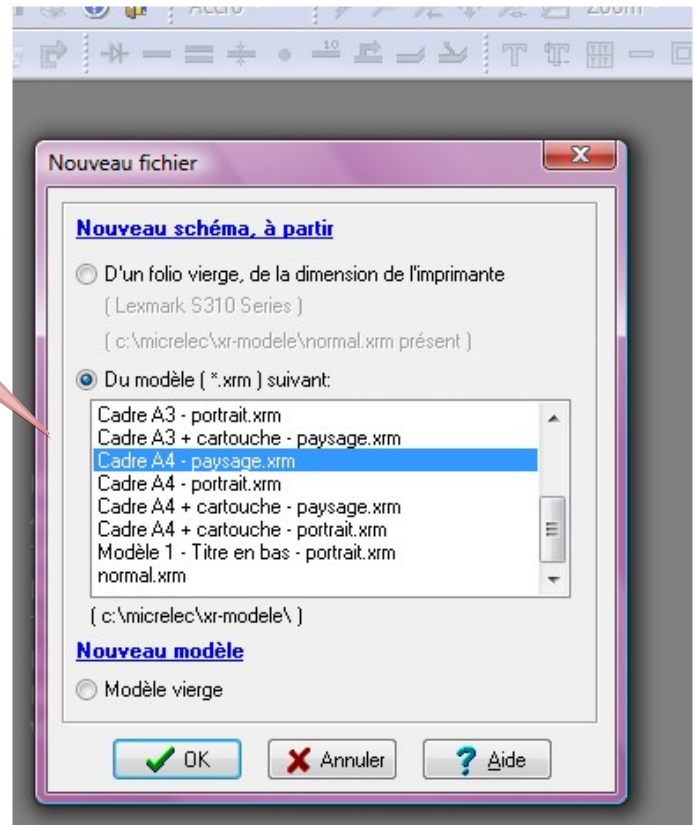 Accro
Zoom
10
Nouveau fichier
Nouveau schéma, à partir
D'un folio vierge, de la dimension de l'imprimante
( Lexmark S310 Series )
( c:\micrelec\xr-modele\normal.xrm présent )
Du modèle ( *.xrm ) suivant:
Cadre A3 - portrait.xrm
Cadre A3 + cartouche - paysage.xrm
Cadre A4 - paysage.xrm
Cadre A4 - portrait.xrm
Cadre A4 + cartouche - paysage.xrm
Cadre A4 + cartouche - portrait.xrm
Modèle 1 - Titre en bas - portrait.xrm
normal.xrm
( c:\micrelec\xr-modele\ )
Nouveau modèle
Modèle vierge
OK Annuler ? Aide